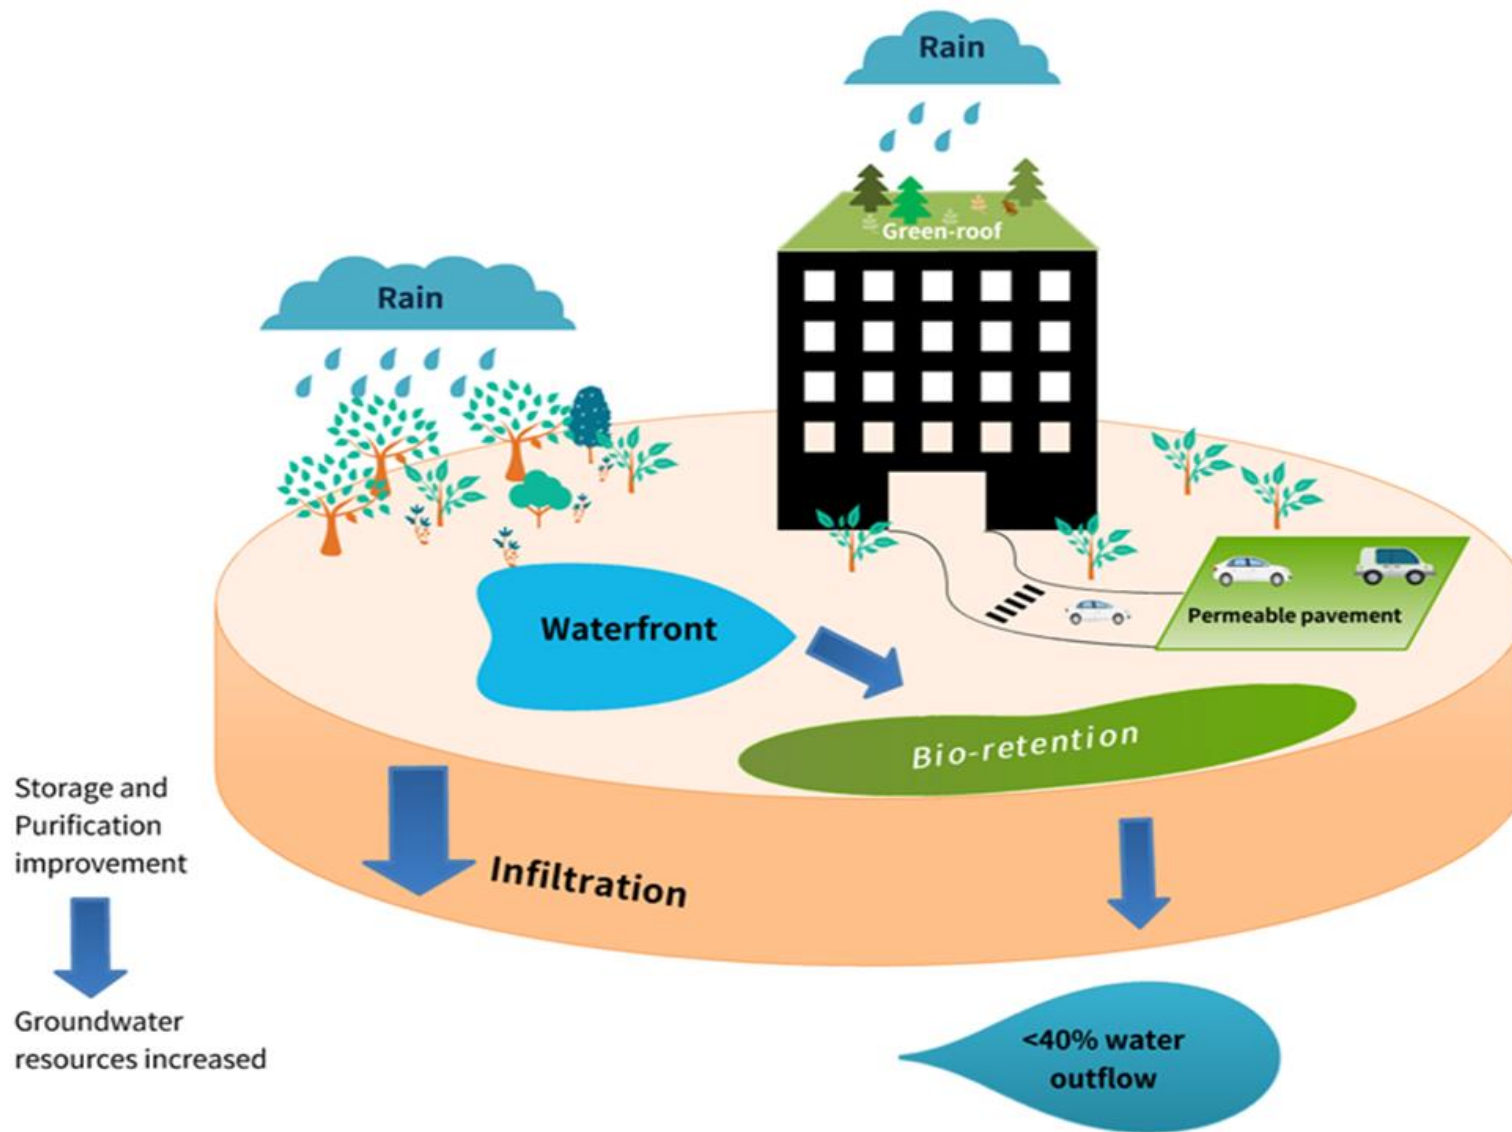 Rain
Green-roof
Rain
Waterfront
Permeable pavement
Bio-retention
Infiltration
Storage and
Purification
improvement
Groundwater
resources increased
<40% water
outflow